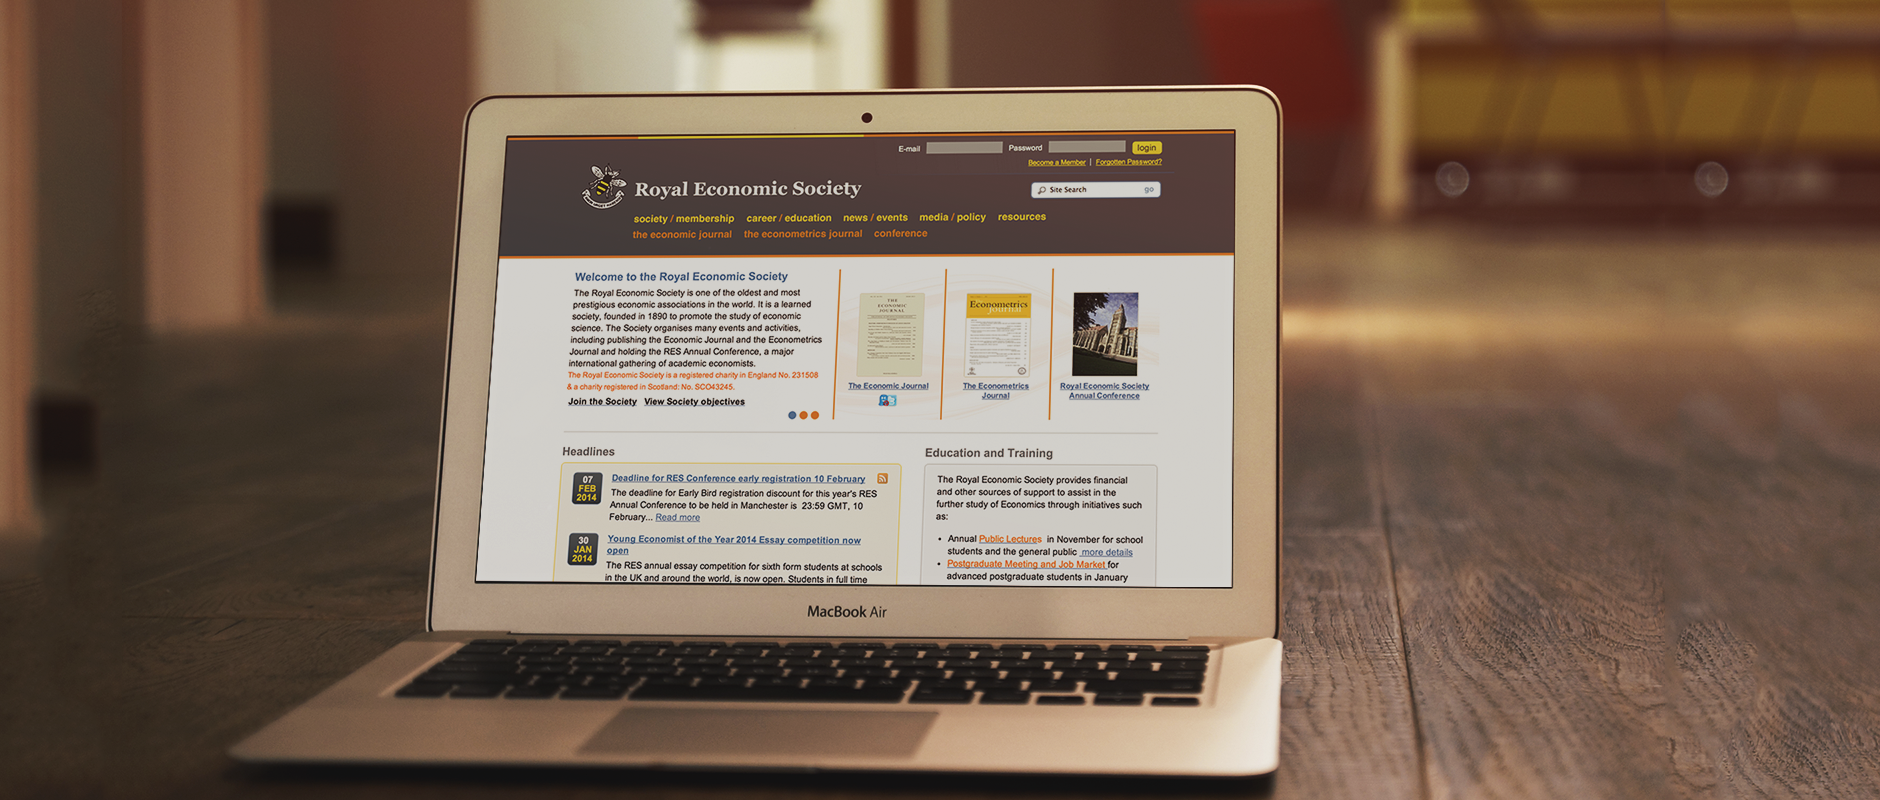 E-mail Password login
Become a Member | Forgotten Password?
Royal Economic Society
Site Search go
society / membership career / education news / events media / policy resources
the economic journal the econometrics journal conference
Welcome to the Royal Economic Society
The Royal Economic Society is one of the oldest and most
prestigious economic associations in the world. It is a learned
society, founded in 1890 to promote the study of economic
science. The Society organises many events and activities,
including publishing the Economic Journal and the Econometrics
Journal and holding the RES Annual Conference, a major
international gathering of academic economists.
The Royal Economic Society is a registered charity in England No. 231508
& a charity registered in Scotland: No. SCO43245.
Join the Society View Society objectives
THE
ECONOMIC
JOURNAL
The Economic Journal
Econometrics
Journal
The Econometrics
Journal
Royal Economic Society
Annual Conference
Headlines
07
FEB
2014
Deadline for RES Conference early registration 10 February
The deadline for Early Bird registration discount for this year's RES
Annual Conference to be held in Manchester is 23:59 GMT, 10
February... Read more
30
JAN
2014
Young Economist of the Year 2014 Essay competition now
open
The RES annual essay competition for sixth form students at schools
in the UK and around the world, is now open. Students in full time
Education and Training
The Royal Economic Society provides financial
and other sources of support to assist in the
further study of Economics through initiatives such
as:
• Annual Public Lectures in November for school
students and the general public more details
• Postgraduate Meeting and Job Market for
advanced postgraduate students in January
MacBook Air